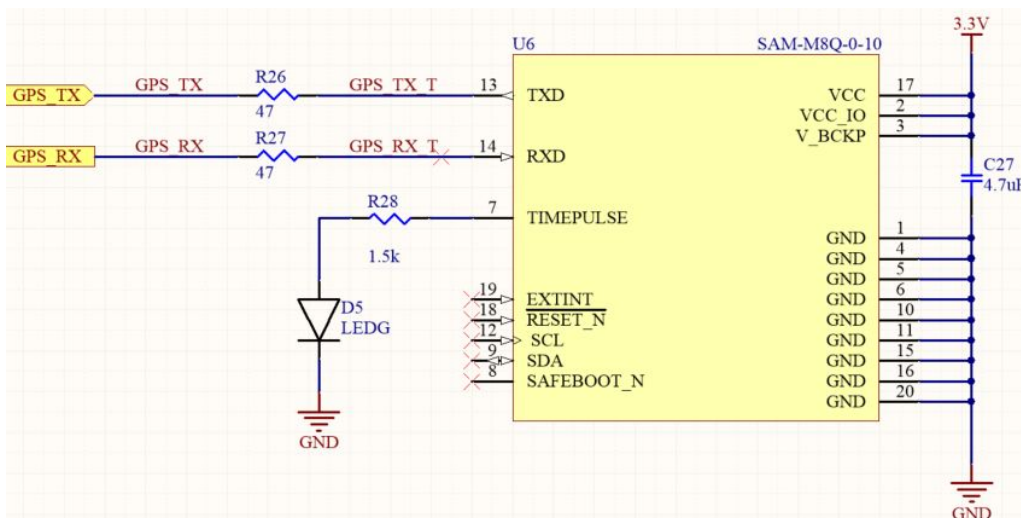 3.3V
U6 SAM-M8Q-0-10
GPS_TX GPS_TX R26 GPS_TX_T 13 TXD
47
VCC 17
VCC_IO 2
V_BCKP 3
GPS_RX GPS_RX R27 GPS_RX_T 14 RXD
47
C27
4.7uF
R28 7 TIMEPULSE
1.5k
GND 1
GND 4
GND 5
GND 6
GND 10
GND 11
GND 15
GND 16
GND 20
D5
LEDG
19 EXTINT
18 RESET_N
12 SCL
9 SDA
8 SAFEBOOT_N
GND
GND